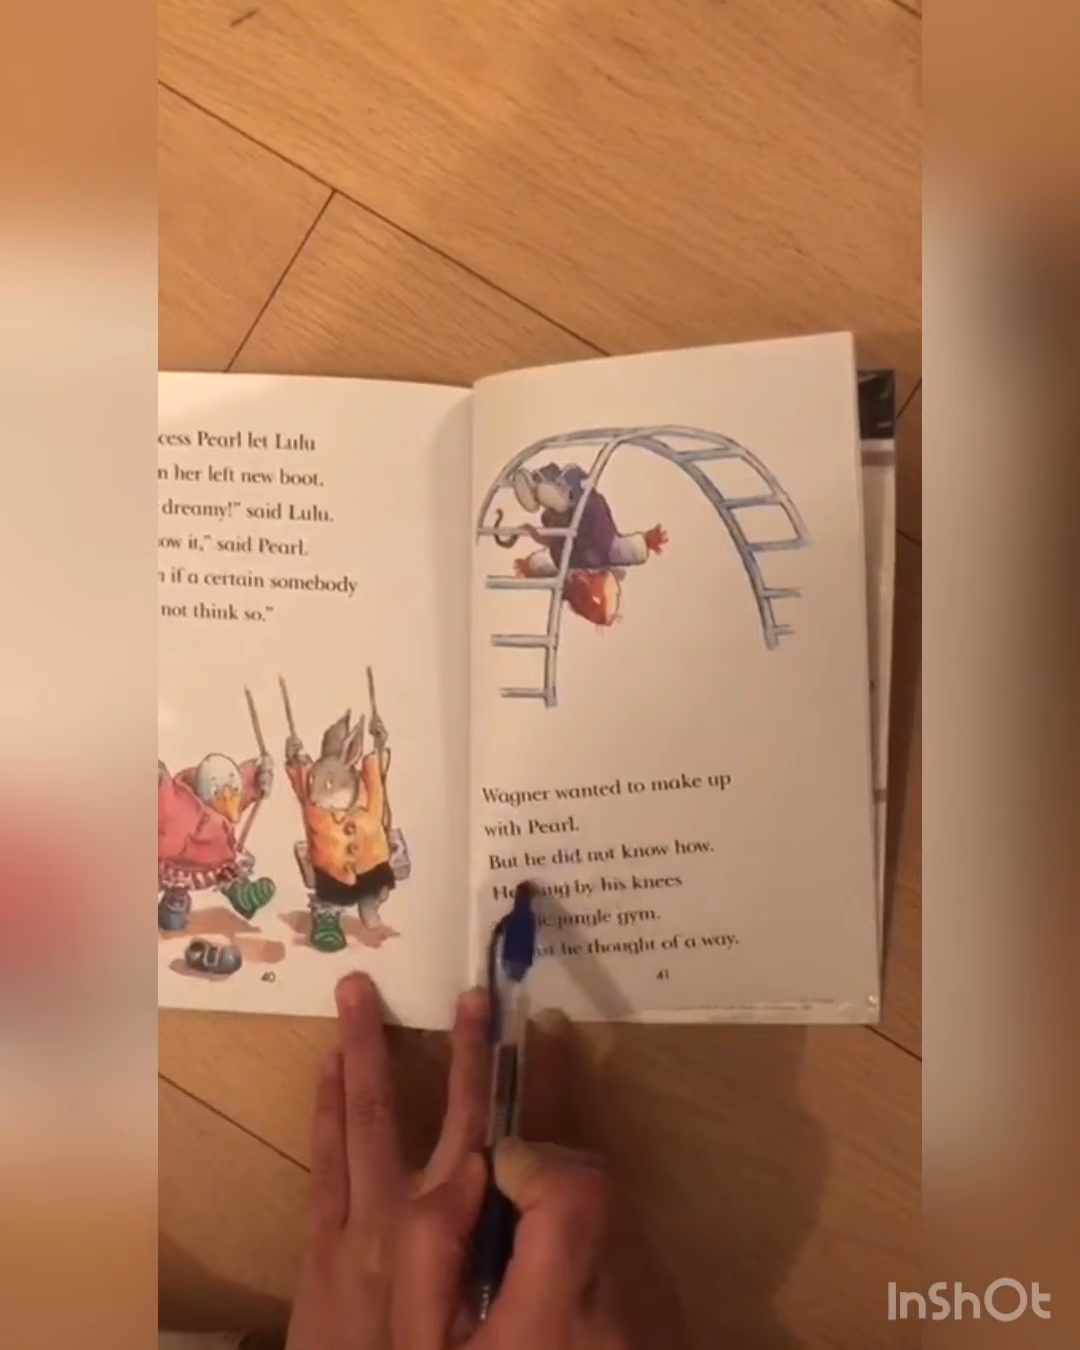 cess Pearl let Lulu
n her left new boot.
dreamy!" said Lulu.
ow it," said Pearl.
if a certain somebody
not think so."
40
Wagner wanted to make up
with Pearl.
But he did not know how.
He hung by his knees
jungle gym.
he thought of a way.
41
InShOt